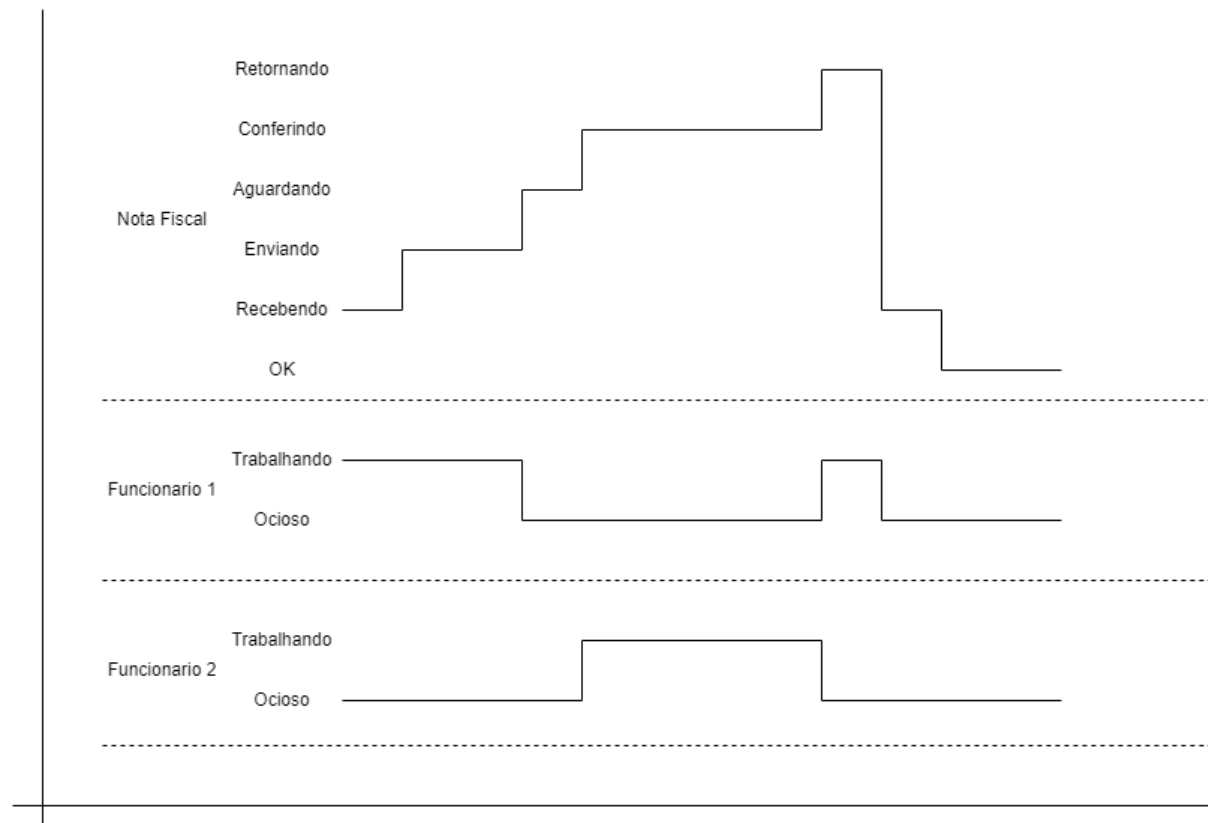 Retornando
Conferindo
Aguardando
Nota Fiscal
Enviando
Recebendo
OK
Trabalhando
Funcionario 1
Ocioso
Trabalhando
Funcionario 2
Ocioso